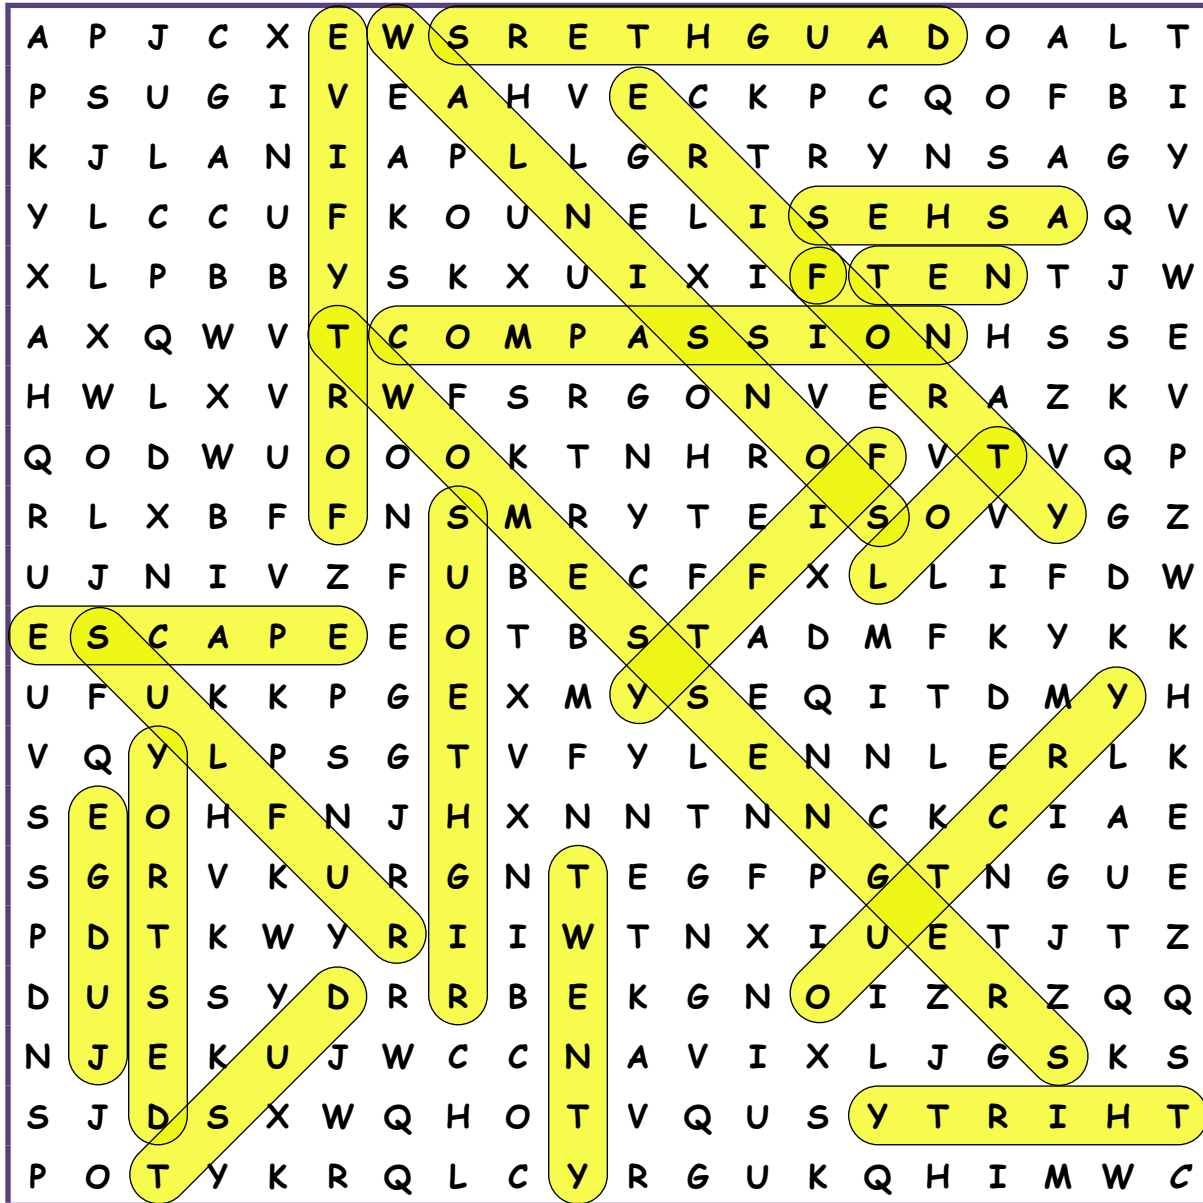 A P J C X E W S R E T H G U A D O A L T
P S U G I V E A H V E C K P C Q O F B I
K J L A N I A P L L G R T R Y N S A G Y
Y L C C U F K O U N E L I S E H S A Q V
X L P B B Y S K X U I X I F T E N T J W
A X Q W V T C O M P A S S I O N H S S E
H W L X V R W F S R G O N V E R A Z K V
Q O D W U O O O K T N H R O F V T V Q P
R L X B F F N S M R Y T E I S O V Y G Z
U J N I V Z F U B E C F F X L L I F D W
E S C A P E E O T B S T A D M F K Y K K
U F U K K P G E X M Y S E Q I T D M Y H
V Q Y L P S G T V F Y L E N N L E R L K
S E O H F N J H X N N T N N C K C I A E
S G R V K U R G N T E G F P G T N G U E
P D T K W Y R I I W T N X I U E T J T Z
D U S S Y D R R B E K G N O I Z R Z Q Q
N J E K U J W C C N A V I X L J G S K S
S J D S X W Q H O T V Q U S Y T R I H T
P O T Y K R Q L C Y R G U K Q H I M W C